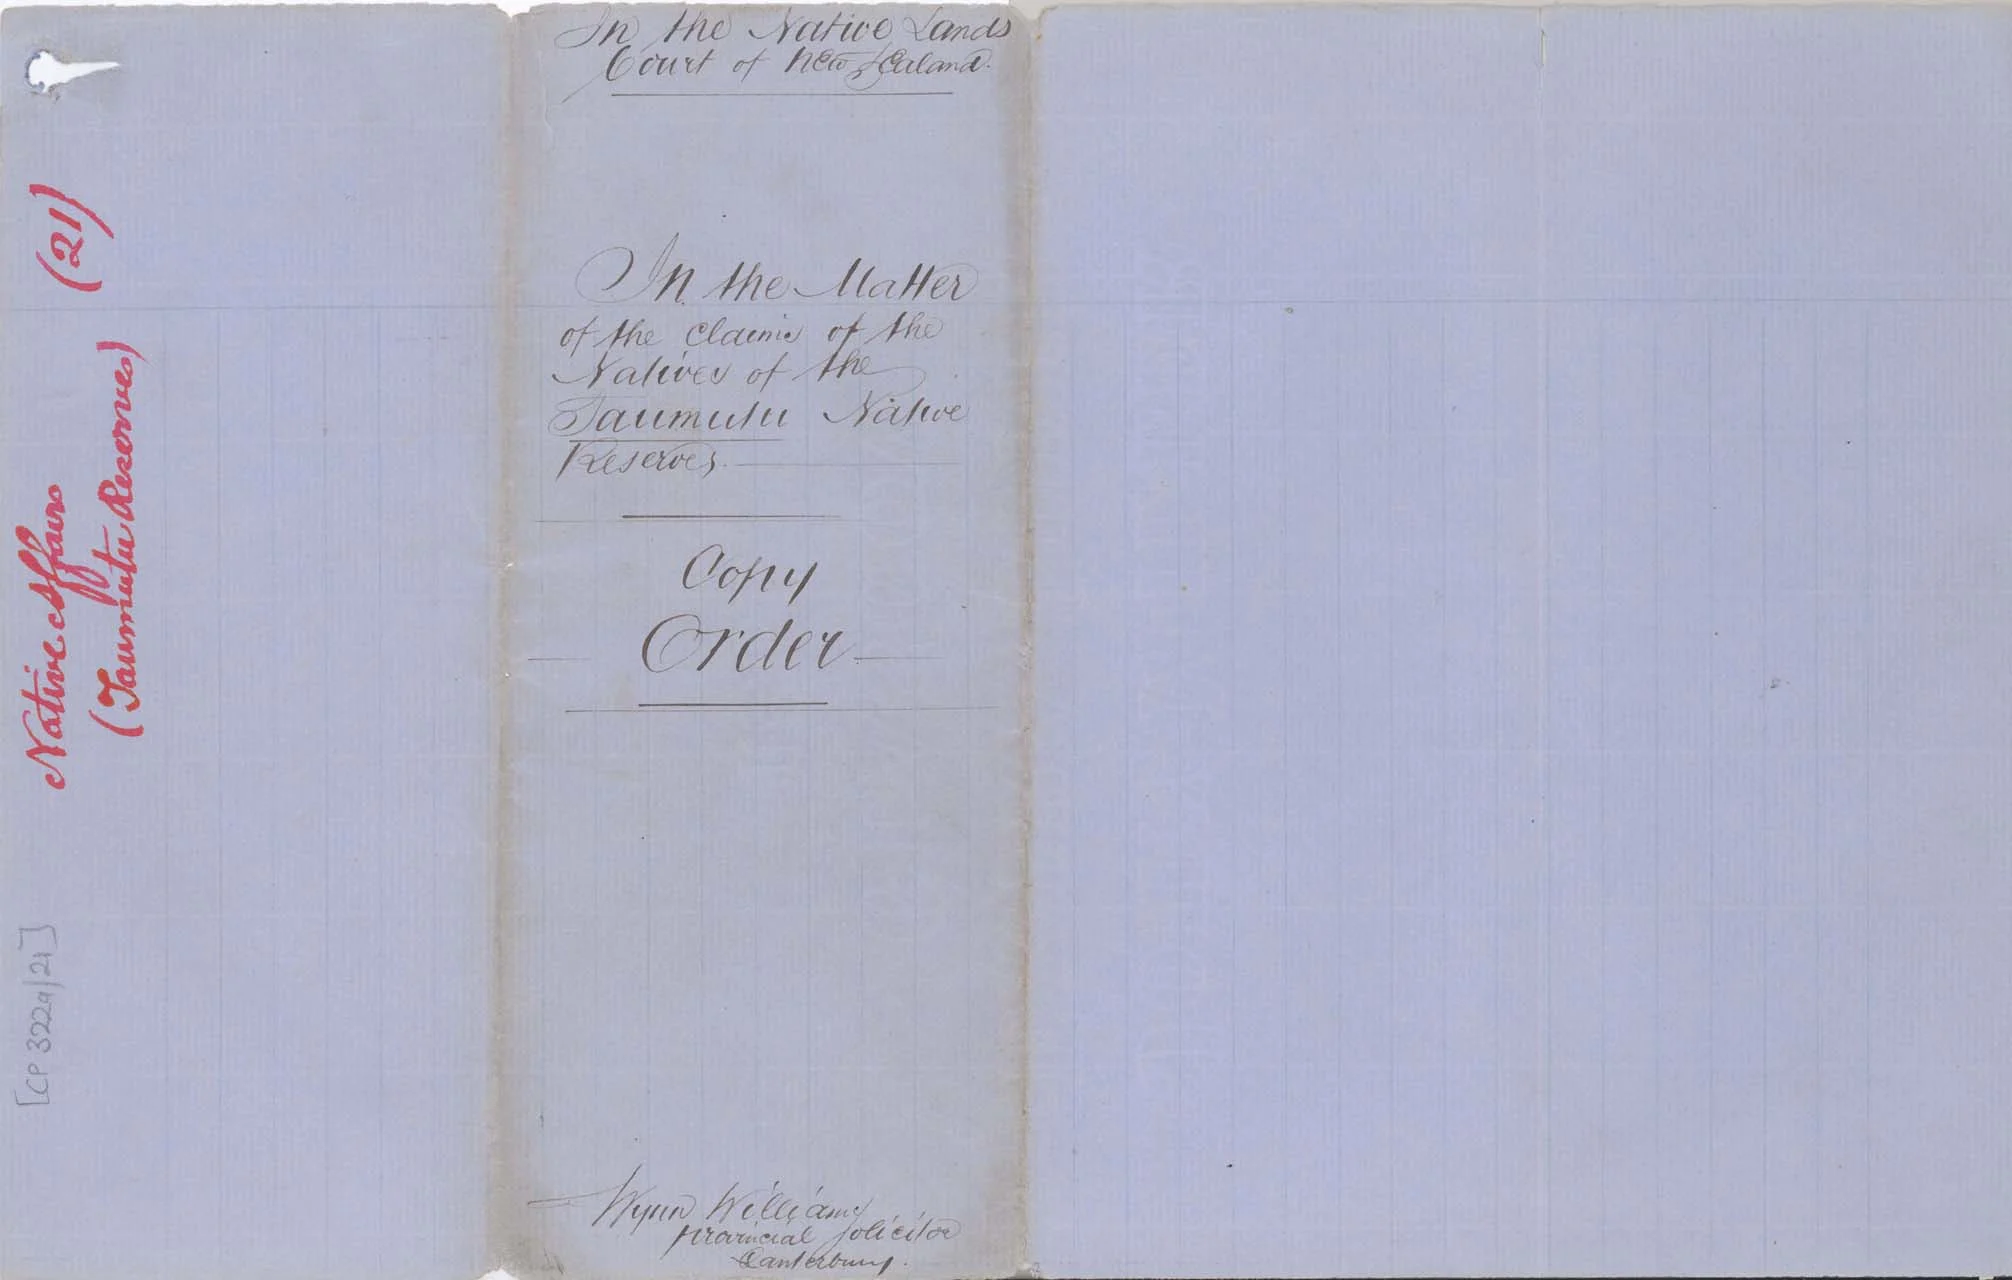 In the Native Lands
Court of New Zealand.
In the Matter
of the Claims of the
Natives of the
Taumutu Native
Reserves.
Copy
Order
Wynn Williams
Provincial Solicitor
Canterbury.
Native Affairs (21)
(Taumutu Reserves)
[CP 322a/21]